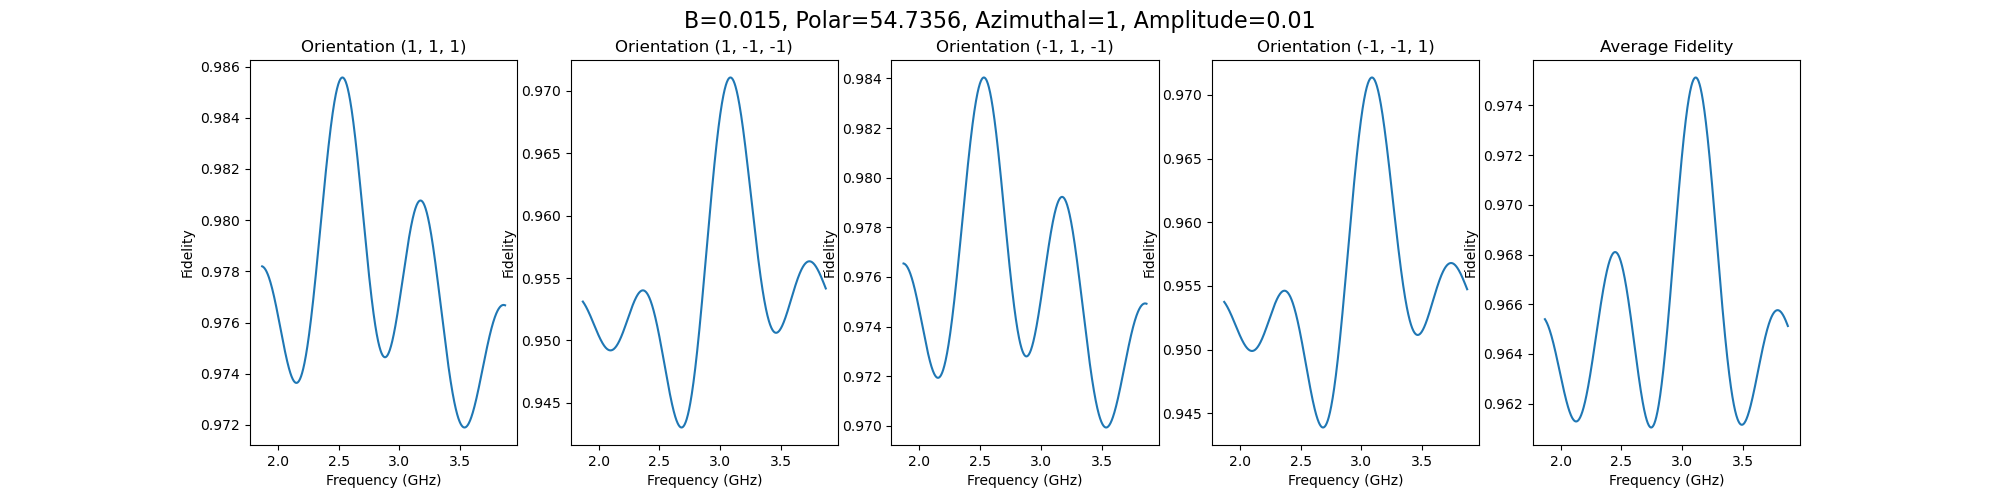 B=0.015, Polar=54.7356, Azimuthal=1, Amplitude=0.01
Orientation (1, 1, 1)
0.986
0.984
0.982
0.980
0.978
0.976
0.974
0.972
Fidelity
2.0 2.5 3.0 3.5
Frequency (GHz)
Orientation (1, -1, -1)
0.970
0.965
0.960
0.955
0.950
0.945
Fidelity
2.0 2.5 3.0 3.5
Frequency (GHz)
Orientation (-1, 1, -1)
0.984
0.982
0.980
0.978
0.976
0.974
0.972
0.970
Fidelity
2.0 2.5 3.0 3.5
Frequency (GHz)
Orientation (-1, -1, 1)
0.970
0.965
0.960
0.955
0.950
0.945
Fidelity
2.0 2.5 3.0 3.5
Frequency (GHz)
Average Fidelity
0.974
0.972
0.970
0.968
0.966
0.964
0.962
Fidelity
2.0 2.5 3.0 3.5
Frequency (GHz)